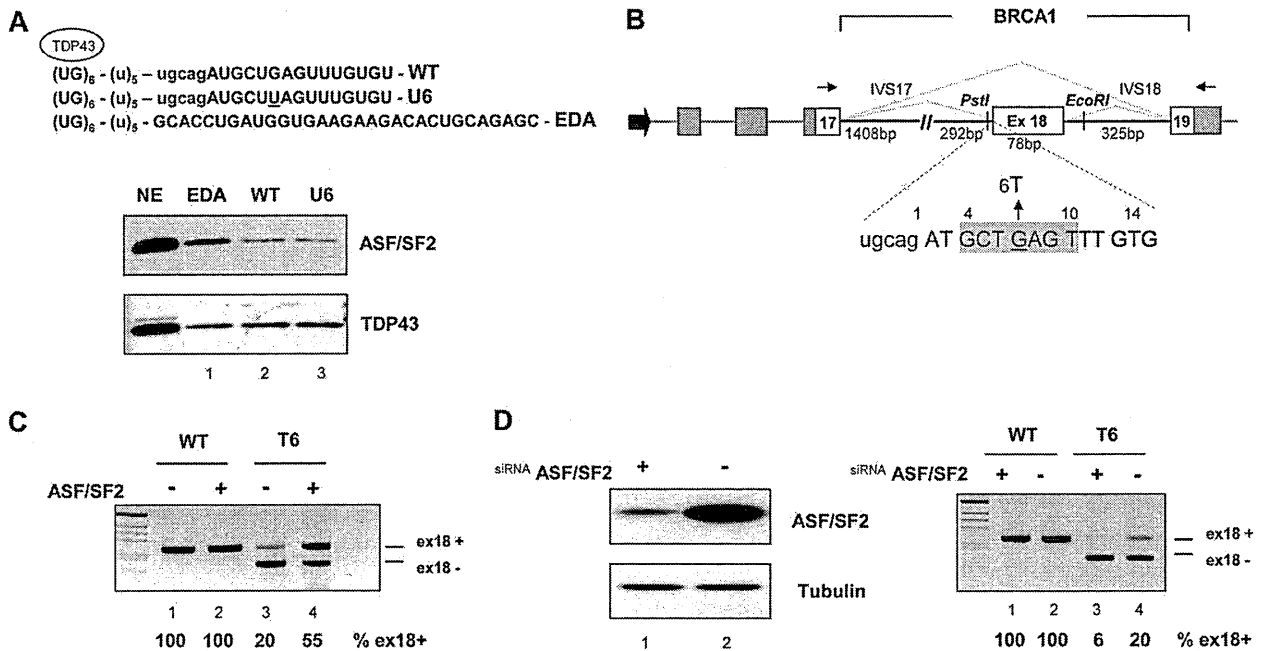 A
TDP43
(UG)6 - (u)5 – ugcagAUGCUGAGUUUGUGU - WT
(UG)6 - (u)5 – ugcagAUGCUUAGUUUGUGU - U6
(UG)6 - (u)5 - GCACCUGAUGGUGAAGAAGACACUGCAGAGC - EDA
NE EDA WT U6
ASF/SF2
TDP43
1 2 3
B
BRCA1
IVS17 PstI EcoRI IVS18
17 Ex 18 19
1408bp // 292bp 78bp 325bp
6T
1 4 10 14
ugcag AT GCT GAG TTT GTG
C
WT T6
ASF/SF2 - + - +
ex18 +
ex18 -
1 2 3 4
100 100 20 55 % ex18+
D
siRNA ASF/SF2 + -
ASF/SF2
Tubulin
1 2
WT T6
siRNA ASF/SF2 + - + -
ex18 +
ex18 -
1 2 3 4
100 100 6 20 % ex18+